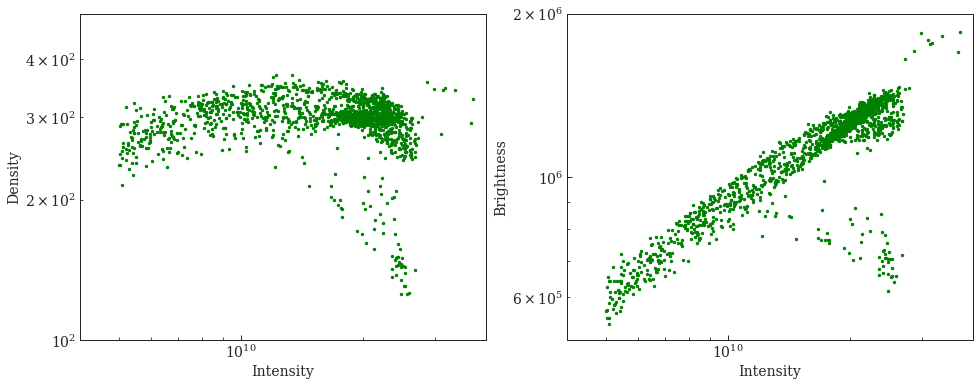 Density
4 × 10²
3 × 10²
2 × 10²
10²
10¹⁰
Intensity
Brightness
2 × 10⁶
10⁶
6 × 10⁵
10¹⁰
Intensity